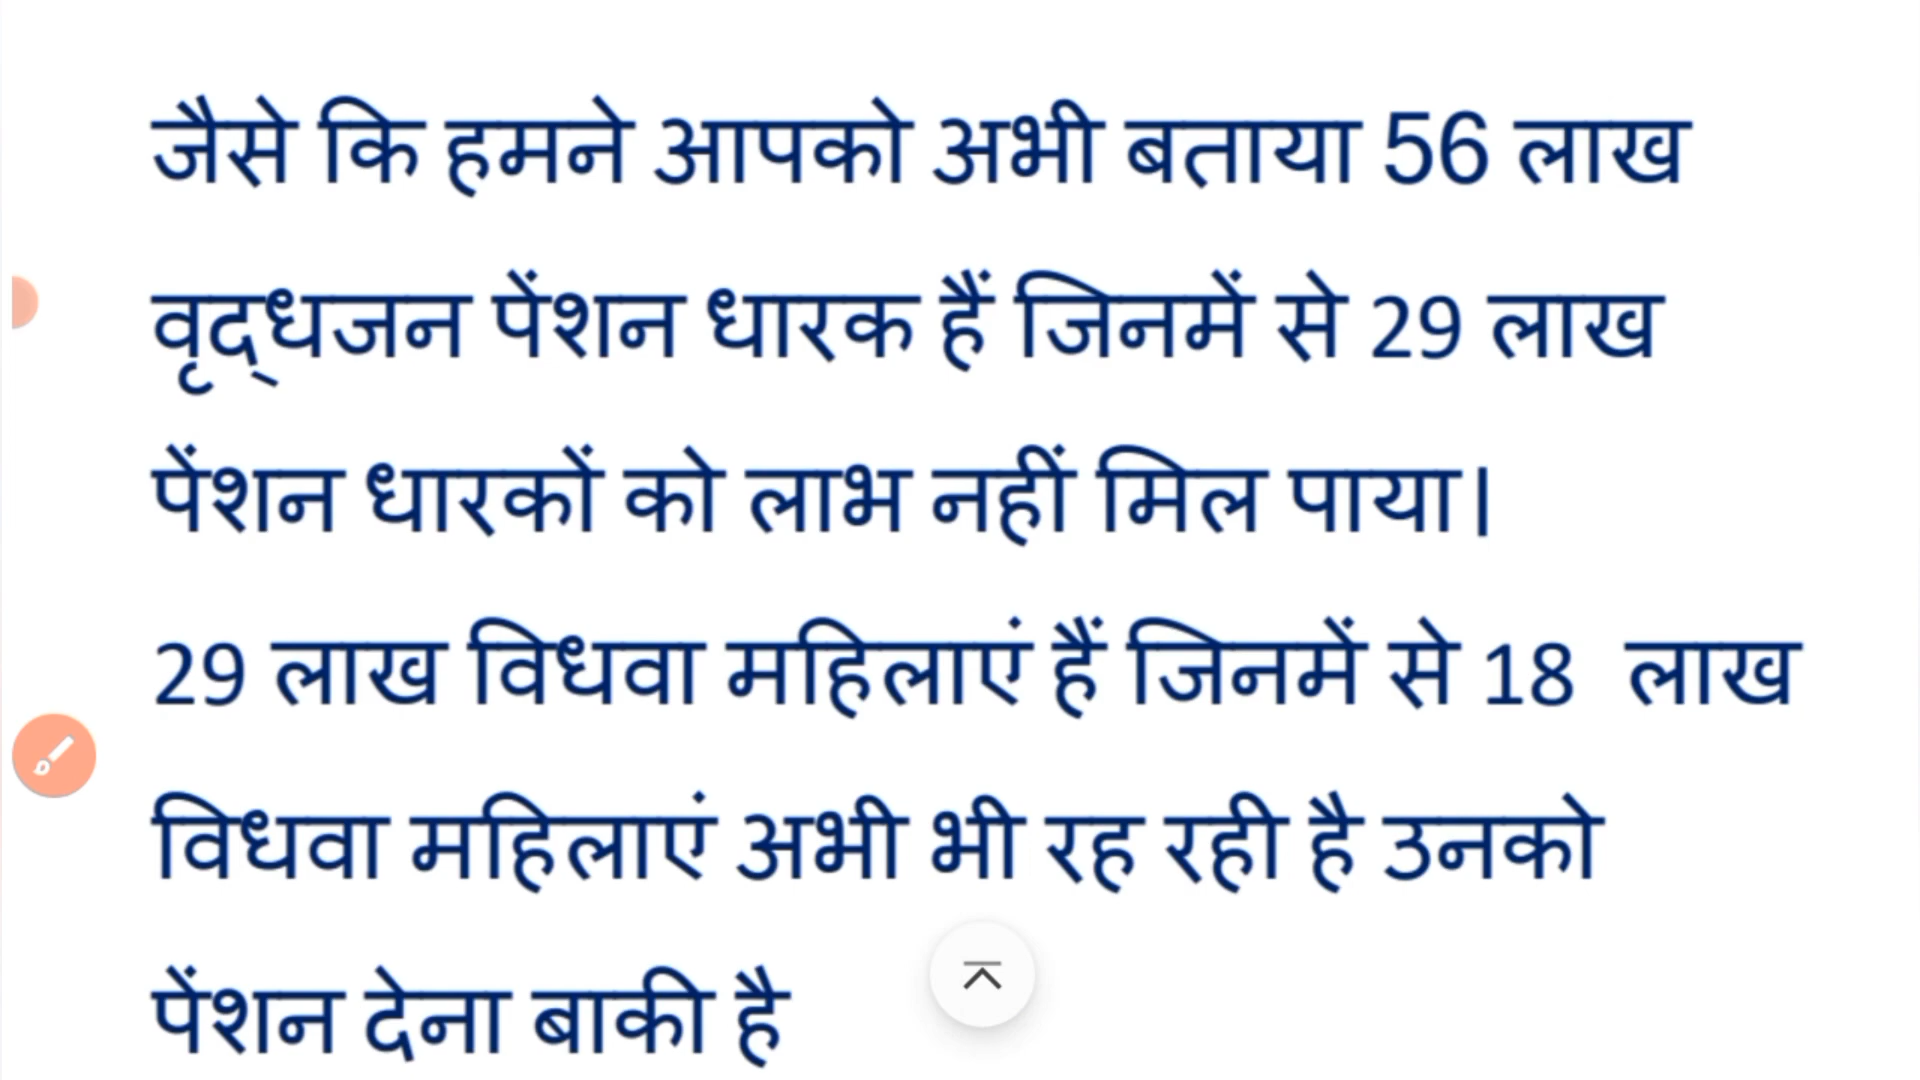 जैसे कि हमने आपको अभी बताया 56 लाख
वृद्‌धजन पेंशन धारक हैं जिनमें से 29 लाख
पेंशन धारकों को लाभ नहीं मिल पाया।
29 लाख विधवा महिलाएं हैं जिनमें से 18 लाख
विधवा महिलाएं अभी भी रह रही है उनको
पेंशन देना बाकी है